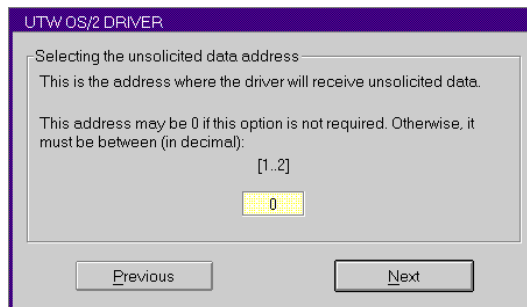 UTW OS/2 DRIVER
Selecting the unsolicited data address
This is the address where the driver will receive unsolicited data.
This address may be 0 if this option is not required. Otherwise, it
must be between (in decimal):
[1..2]
0
Previous
Next